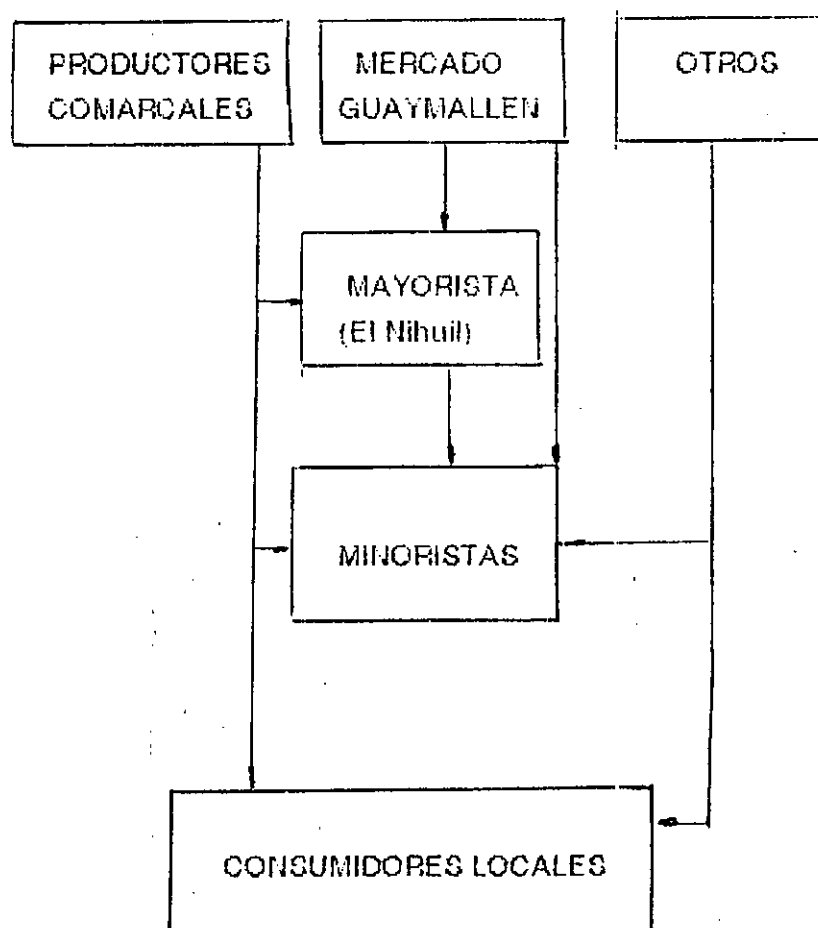 PRODUCTORES
COMARCALES
MERCADO
GUAYMALLEN
OTROS
MAYORISTA
(El Nihuil)
MINORISTAS
CONSUMIDORES LOCALES